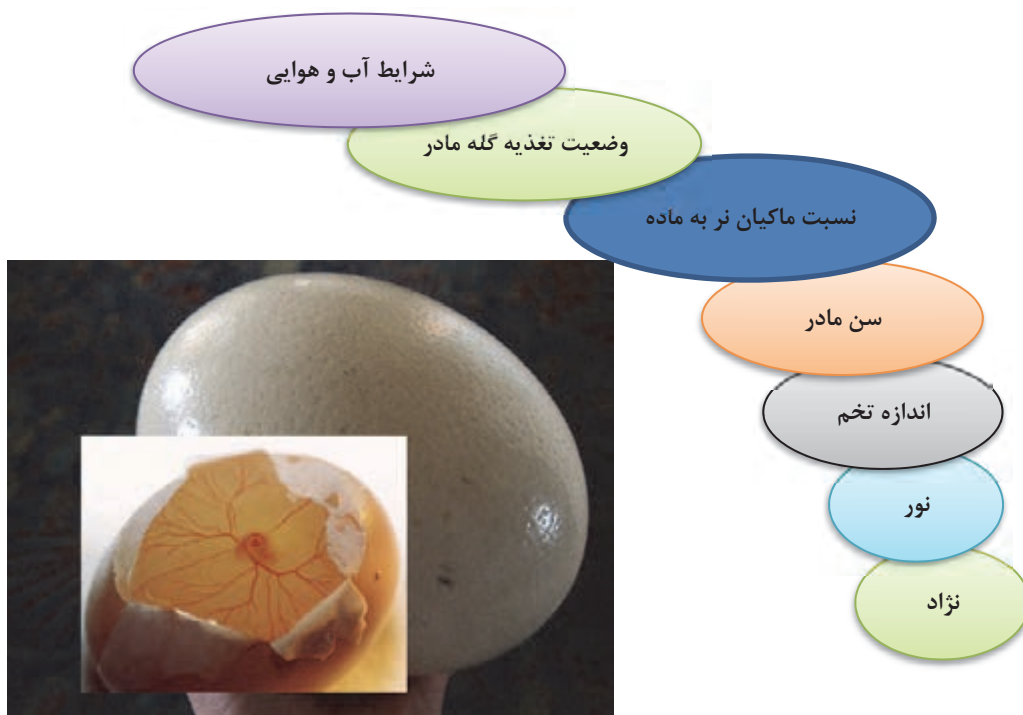 شرایط آب و هوایی
وضعیت تغذیه گله مادر
نسبت ماکیان نر به ماده
سن مادر
اندازه تخم
نور
نژاد